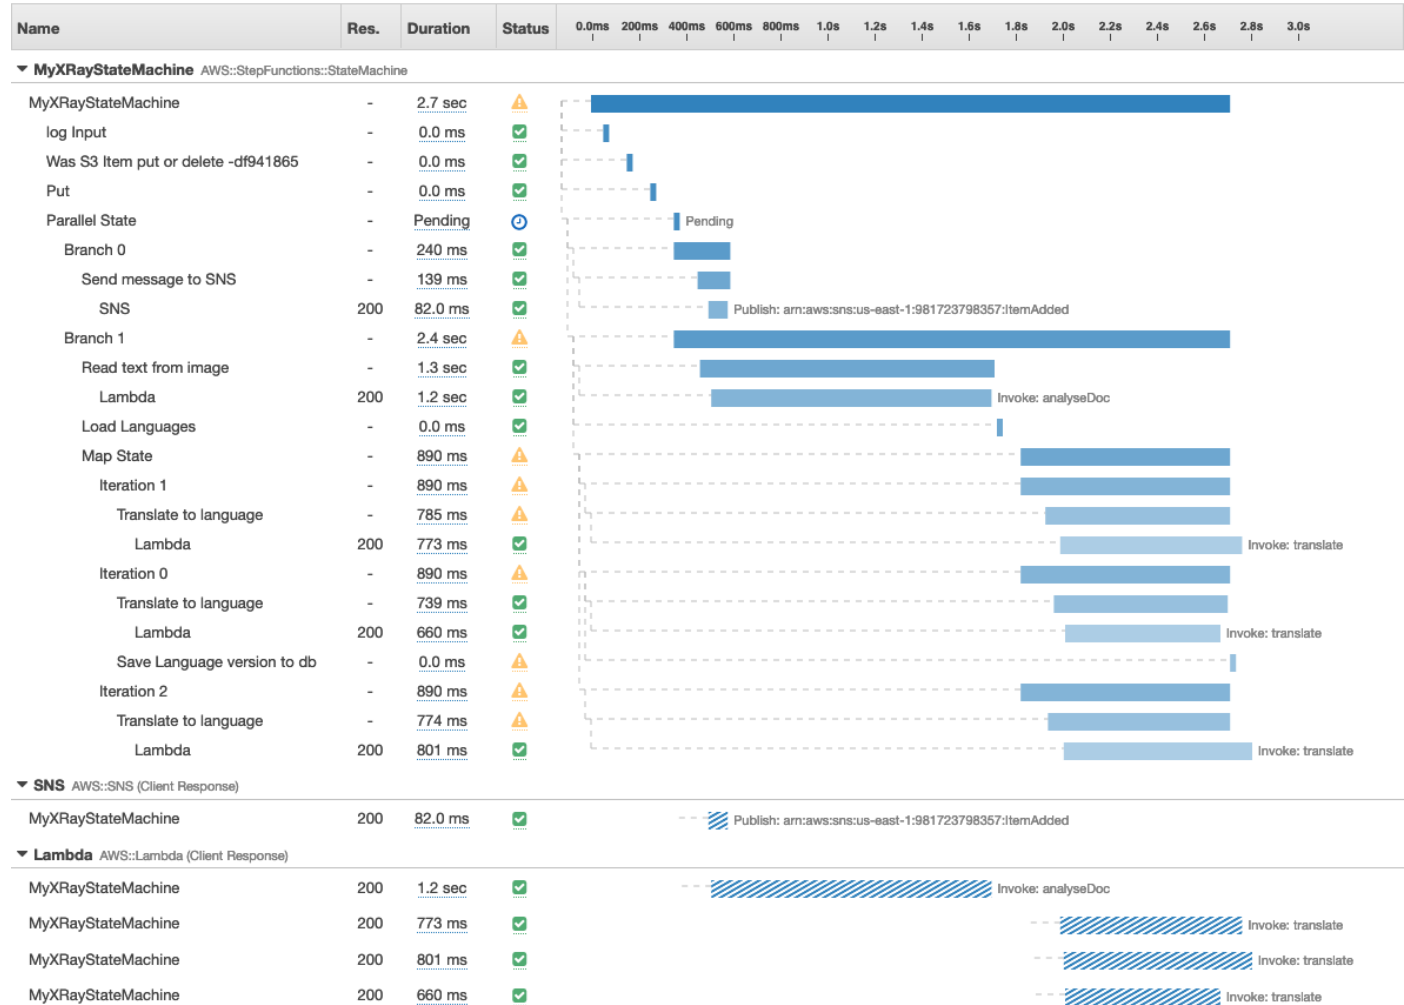 Name Res. Duration Status 0.0ms 200ms 400ms 600ms 800ms 1.0s 1.2s 1.4s 1.6s 1.8s 2.0s 2.2s 2.4s 2.6s 2.8s 3.0s
MyXRayStateMachine AWS::StepFunctions::StateMachine
MyXRayStateMachine - 2.7 sec
log Input - 0.0 ms
Was S3 Item put or delete -df941865 - 0.0 ms
Put - 0.0 ms
Parallel State - Pending Pending
Branch 0 - 240 ms
Send message to SNS - 139 ms
SNS 200 82.0 ms Publish: arn:aws:sns:us-east-1:981723798357:ItemAdded
Branch 1 - 2.4 sec
Read text from image - 1.3 sec
Lambda 200 1.2 sec Invoke: analyseDoc
Load Languages - 0.0 ms
Map State - 890 ms
Iteration 1 - 890 ms
Translate to language - 785 ms
Lambda 200 773 ms Invoke: translate
Iteration 0 - 890 ms
Translate to language - 739 ms
Lambda 200 660 ms Invoke: translate
Save Language version to db - 0.0 ms
Iteration 2 - 890 ms
Translate to language - 774 ms
Lambda 200 801 ms Invoke: translate
SNS AWS::SNS (Client Response)
MyXRayStateMachine 200 82.0 ms Publish: arn:aws:sns:us-east-1:981723798357:ItemAdded
Lambda AWS::Lambda (Client Response)
MyXRayStateMachine 200 1.2 sec Invoke: analyseDoc
MyXRayStateMachine 200 773 ms Invoke: translate
MyXRayStateMachine 200 801 ms Invoke: translate
MyXRayStateMachine 200 660 ms Invoke: translate